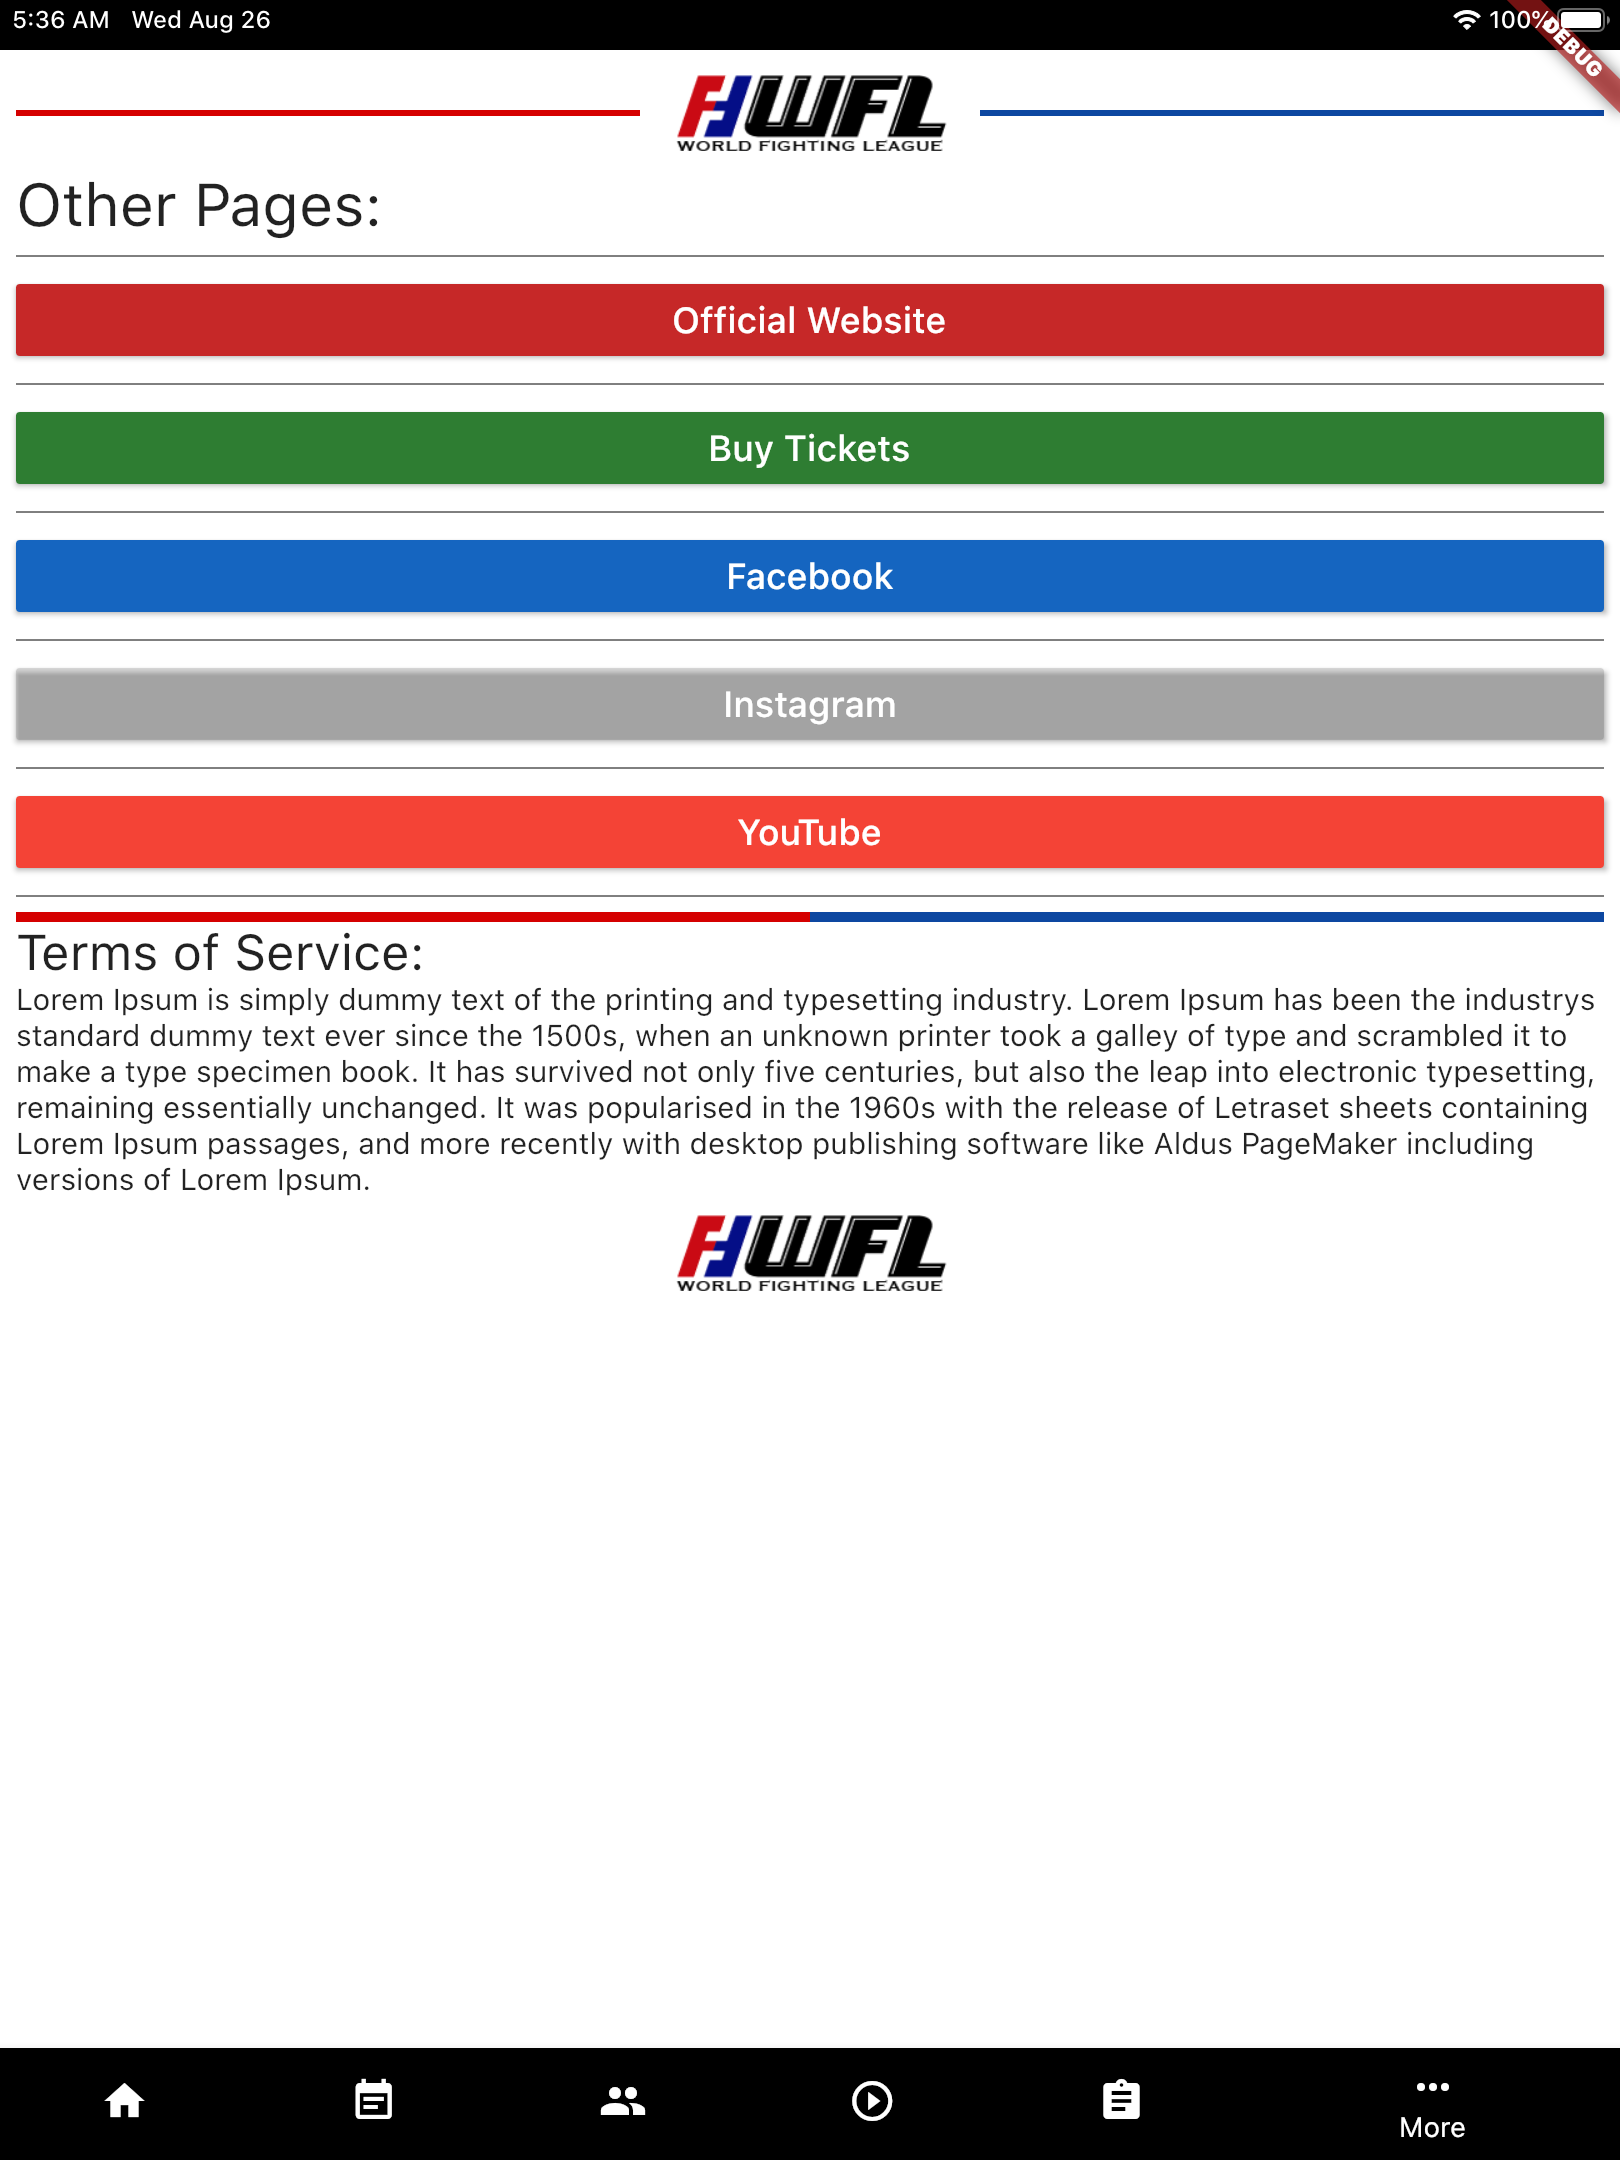 5:36 AM Wed Aug 26 100%
DEBUG
WFL
WORLD FIGHTING LEAGUE
Other Pages:
Official Website
Buy Tickets
Facebook
Instagram
YouTube
Terms of Service:
Lorem Ipsum is simply dummy text of the printing and typesetting industry. Lorem Ipsum has been the industrys
standard dummy text ever since the 1500s, when an unknown printer took a galley of type and scrambled it to
make a type specimen book. It has survived not only five centuries, but also the leap into electronic typesetting,
remaining essentially unchanged. It was popularised in the 1960s with the release of Letraset sheets containing
Lorem Ipsum passages, and more recently with desktop publishing software like Aldus PageMaker including
versions of Lorem Ipsum.
WFL
WORLD FIGHTING LEAGUE
More